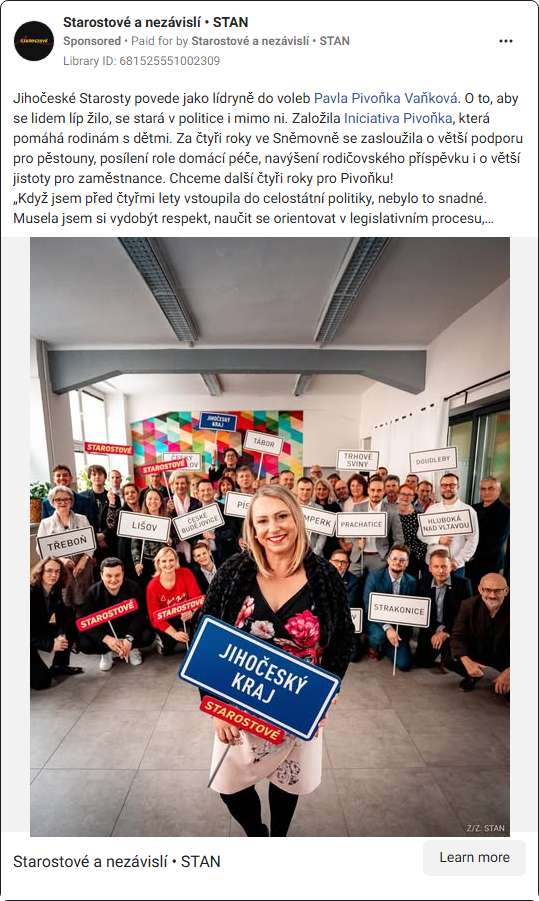 Starostové a nezávislí • STAN
Sponsored • Paid for by Starostové a nezávislí • STAN
Library ID: 681525551002309
Jihočeské Starosty povede jako lídryně do voleb Pavla Pivoňka Vaňková. O to, aby
se lidem líp žilo, se stará v politice i mimo ni. Založila Iniciativa Pivoňka, která
pomáhá rodinám s dětmi. Za čtyři roky ve Sněmovně se zasloužila o větší podporu
pro pěstouny, posílení role domácí péče, navýšení rodičovského příspěvku i o větší
jistoty pro zaměstnance. Chceme další čtyři roky pro Pivoňku!
„Když jsem před čtyřmi lety vstoupila do celostátní politiky, nebylo to snadné.
Musela jsem si vydobýt respekt, naučit se orientovat v legislativním procesu,...
JIHOČESKÝ
KRAJ
STAROSTOVÉ
TÁBOR
STAROSTOVÉ
TRHOVÉ
SVINY
DOUDLEBY
TŘEBOŇ
LIŠOV
ČESKÉ
BUDĚJOVICE
PRACHATICE
HLUBOKÁ
NAD VLTAVOU
STAROSTOVÉ
STAROSTOVÉ
STRAKONICE
JIHOČESKÝ
KRAJ
STAROSTOVÉ
Z/Z: STAN
Starostové a nezávislí • STAN
Learn more